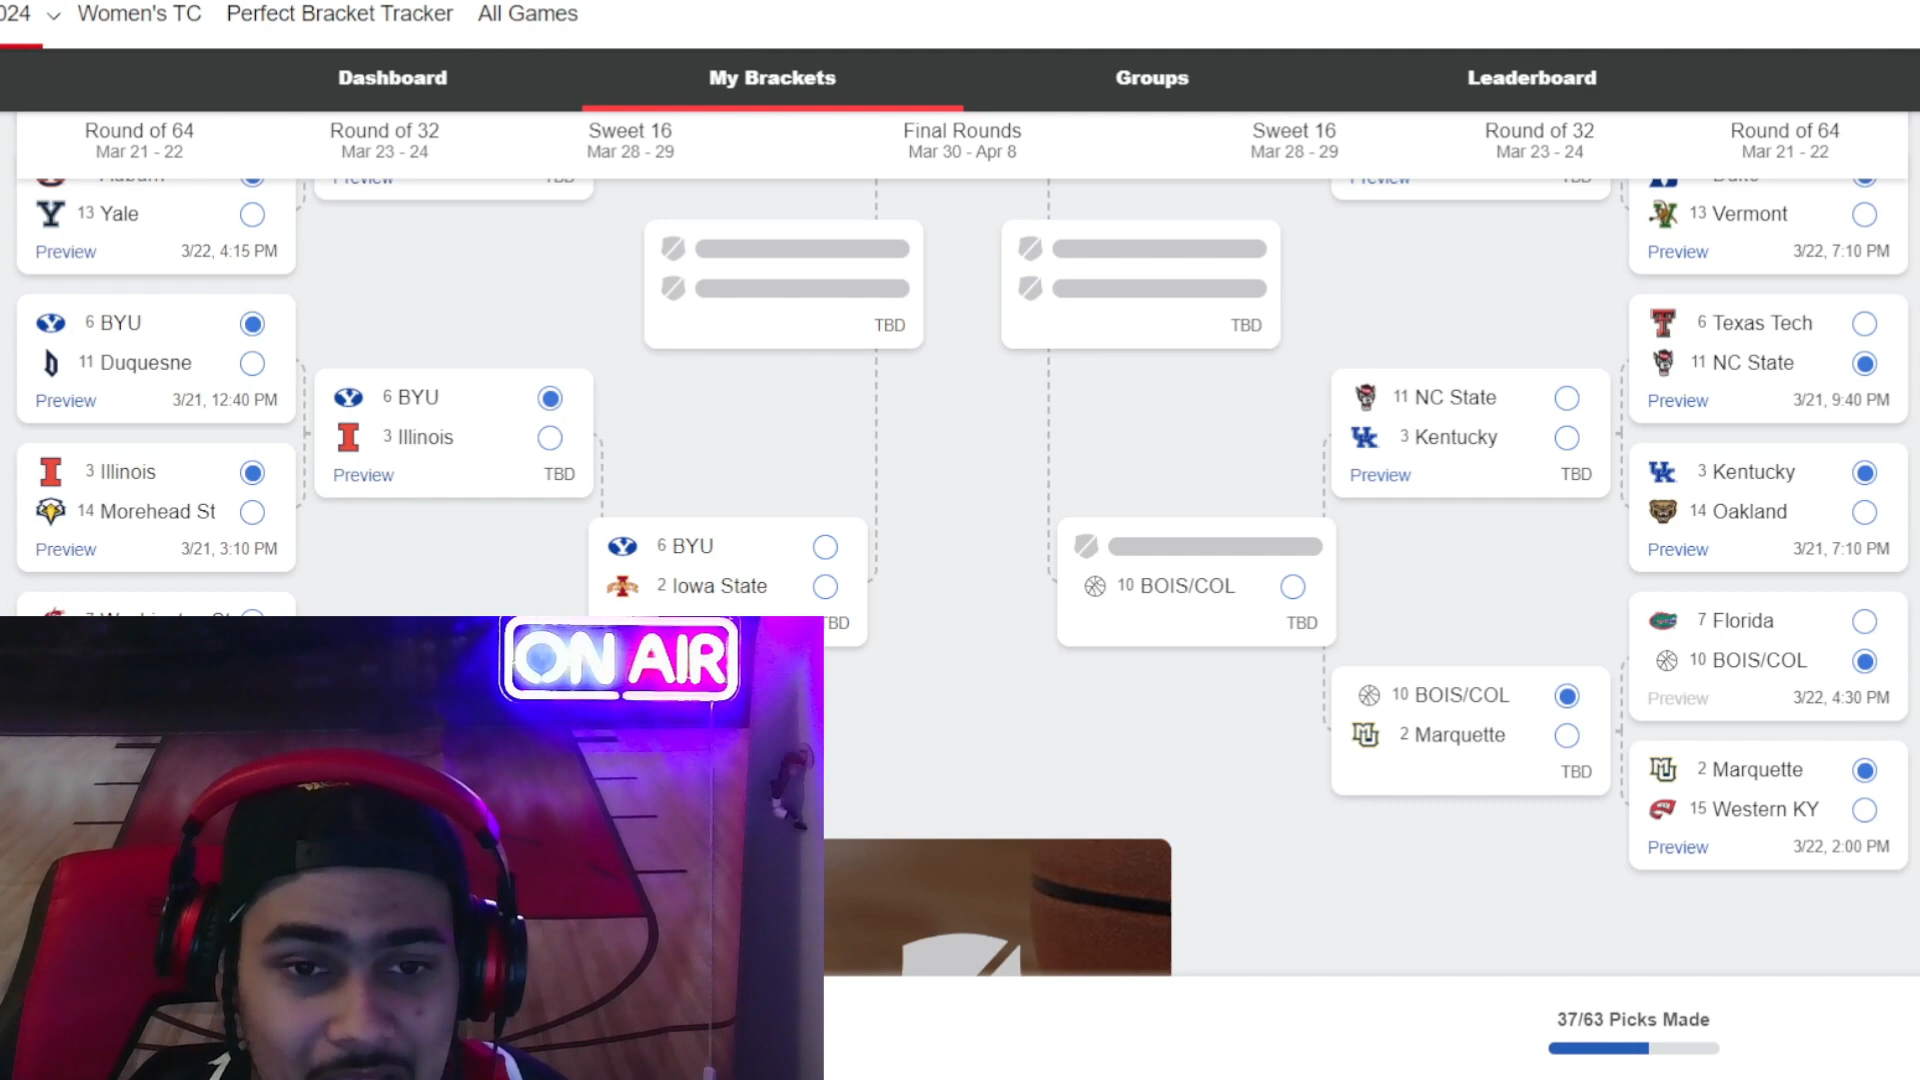 024 Women's TC Perfect Bracket Tracker All Games
Dashboard My Brackets Groups Leaderboard
Round of 64
Mar 21 - 22
Round of 32
Mar 23 - 24
Sweet 16
Mar 28 - 29
Final Rounds
Mar 30 - Apr 8
Sweet 16
Mar 28 - 29
Round of 32
Mar 23 - 24
Round of 64
Mar 21 - 22
13 Yale
Preview 3/22, 4:15 PM
6 BYU
11 Duquesne
Preview 3/21, 12:40 PM
3 Illinois
14 Morehead St
Preview 3/21, 3:10 PM
Preview TBD
6 BYU
3 Illinois
Preview TBD
TBD
6 BYU
2 Iowa State
TBD
TBD
10 BOIS/COL
TBD
Preview TBD
11 NC State
3 Kentucky
Preview TBD
10 BOIS/COL
2 Marquette
TBD
Duke
13 Vermont
Preview 3/22, 7:10 PM
6 Texas Tech
11 NC State
Preview 3/21, 9:40 PM
3 Kentucky
14 Oakland
Preview 3/21, 7:10 PM
7 Florida
10 BOIS/COL
Preview 3/22, 4:30 PM
2 Marquette
15 Western KY
Preview 3/22, 2:00 PM
ON AIR
37/63 Picks Made